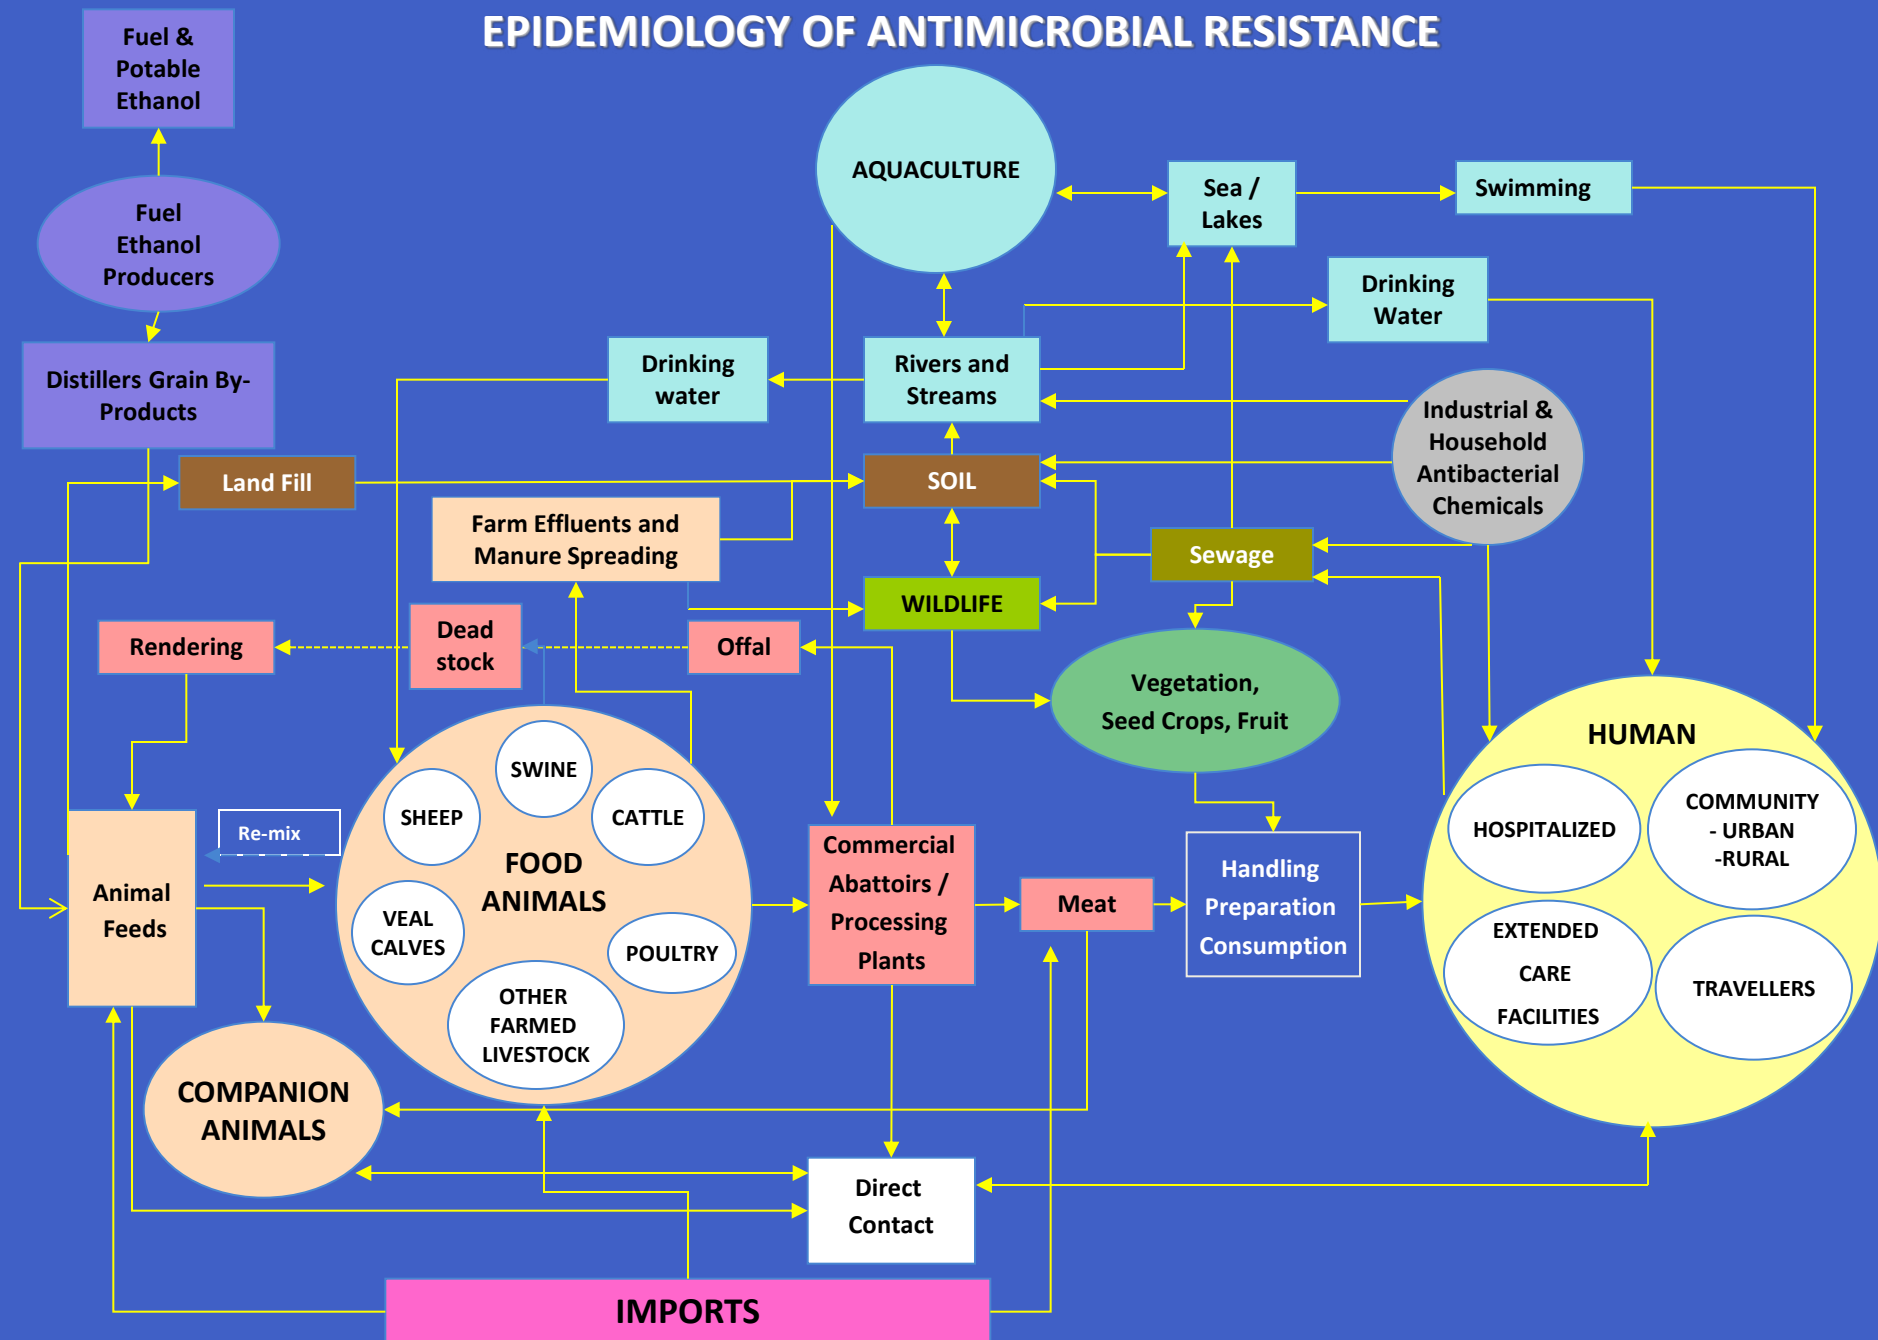 EPIDEMIOLOGY OF ANTIMICROBIAL RESISTANCE
Fuel &
Potable
Ethanol
Fuel
Ethanol
Producers
Distillers Grain By-
Products
AQUACULTURE
Sea /
Lakes
Swimming
Drinking
Water
Drinking
water
Rivers and
Streams
Industrial &
Household
Antibacterial
Chemicals
Land Fill
SOIL
Farm Effluents and
Manure Spreading
Sewage
WILDLIFE
Rendering
Dead
stock
Offal
Vegetation,
Seed Crops, Fruit
HUMAN
HOSPITALIZED
COMMUNITY
- URBAN
-RURAL
EXTENDED
CARE
FACILITIES
TRAVELLERS
SWINE
SHEEP
CATTLE
FOOD
ANIMALS
VEAL
CALVES
POULTRY
OTHER
FARMED
LIVESTOCK
Re-mix
Animal
Feeds
Commercial
Abattoirs /
Processing
Plants
Meat
Handling
Preparation
Consumption
COMPANION
ANIMALS
Direct
Contact
IMPORTS